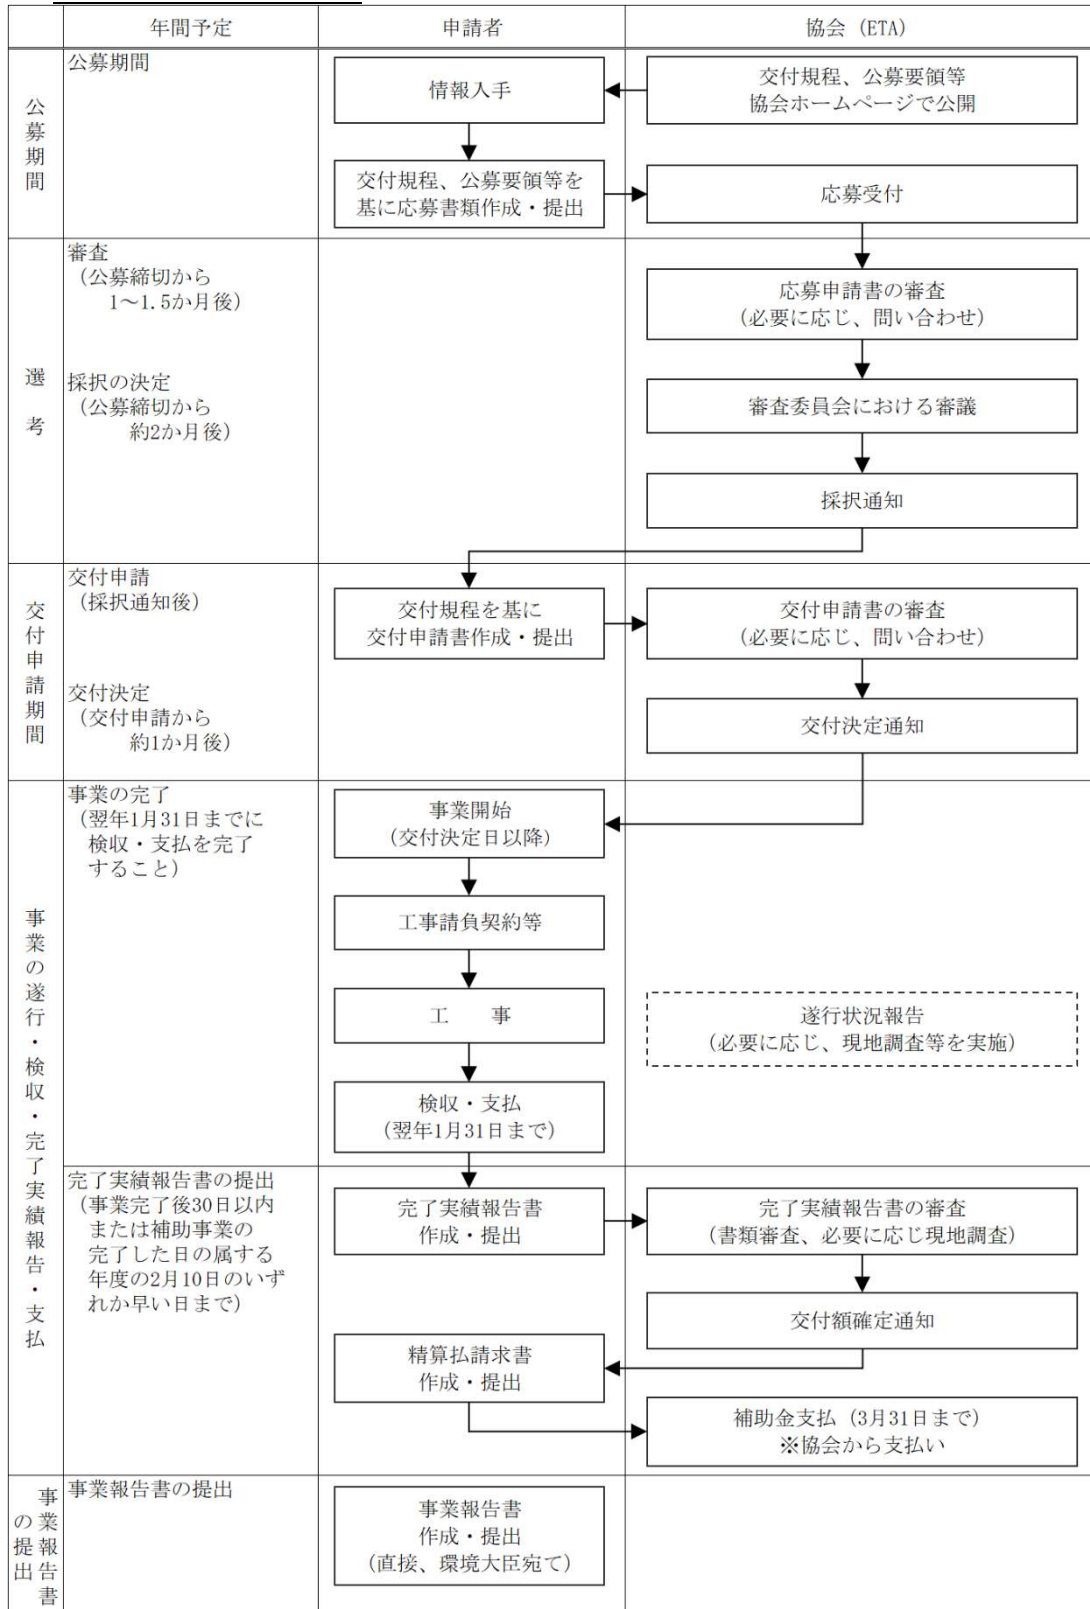 年間予定
申請者
協会（ETA）
公募期間
公募期間
情報入手
交付規程、公募要領等
協会ホームページで公開
交付規程、公募要領等を
基に応募書類作成・提出
応募受付
選考
審査
（公募締切から
1～1.5か月後）
採択の決定
（公募締切から
約2か月後）
応募申請書の審査
（必要に応じ、問い合わせ）
審査委員会における審議
採択通知
交付申請期間
交付申請
（採択通知後）
交付決定
（交付申請から
約1か月後）
交付規程を基に
交付申請書作成・提出
交付申請書の審査
（必要に応じ、問い合わせ）
交付決定通知
事業の遂行・検収・完了実績報告・支払
事業の完了
（翌年1月31日までに
検収・支払を完了
すること）
事業開始
（交付決定日以降）
工事請負契約等
工　事
遂行状況報告
（必要に応じ、現地調査等を実施）
検収・支払
（翌年1月31日まで）
完了実績報告書の提出
（事業完了後30日以内
または補助事業の
完了した日の属する
年度の2月10日のいず
れか早い日まで）
完了実績報告書
作成・提出
完了実績報告書の審査
（書類審査、必要に応じ現地調査）
交付額確定通知
精算払請求書
作成・提出
補助金支払（3月31日まで）
※協会から支払い
事業報告書
の提出
事業報告書の提出
事業報告書
作成・提出
（直接、環境大臣宛て）